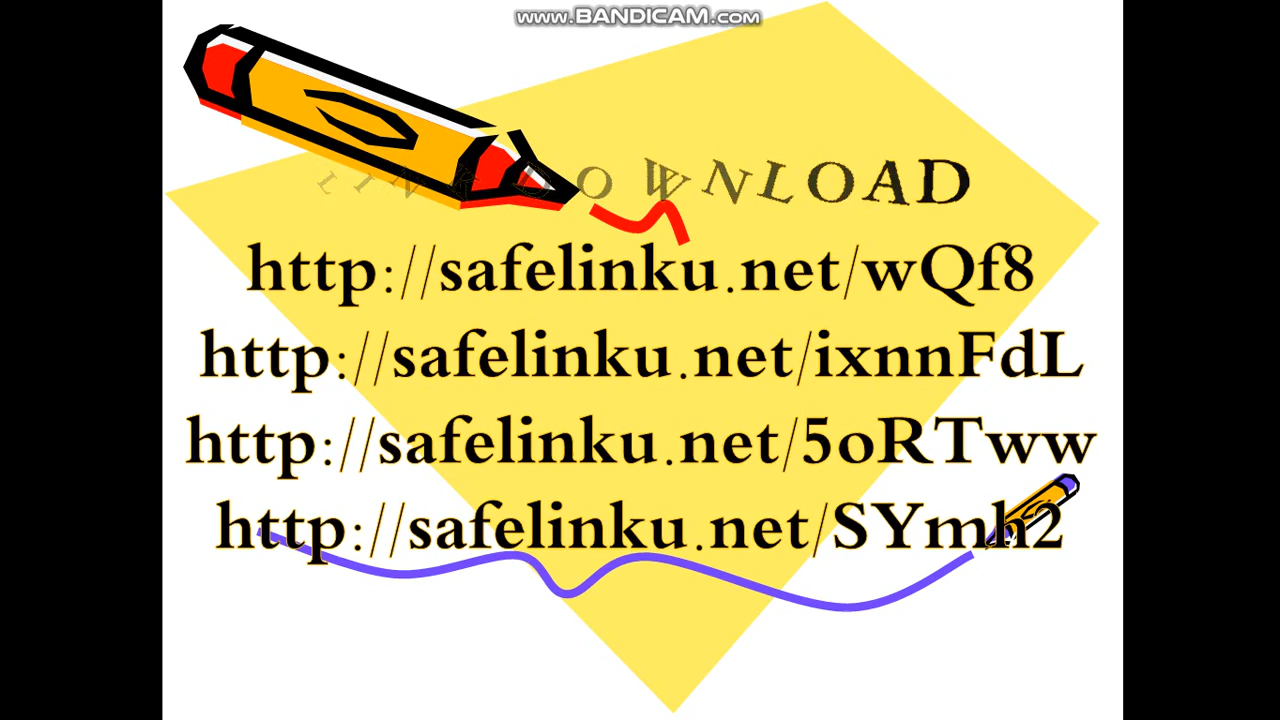 www.BANDICAM.com
LINK DOWNLOAD
http://safelinku.net/wQf8
http://safelinku.net/ixnnFdL
http://safelinku.net/5oRTww
http://safelinku.net/SYmh2